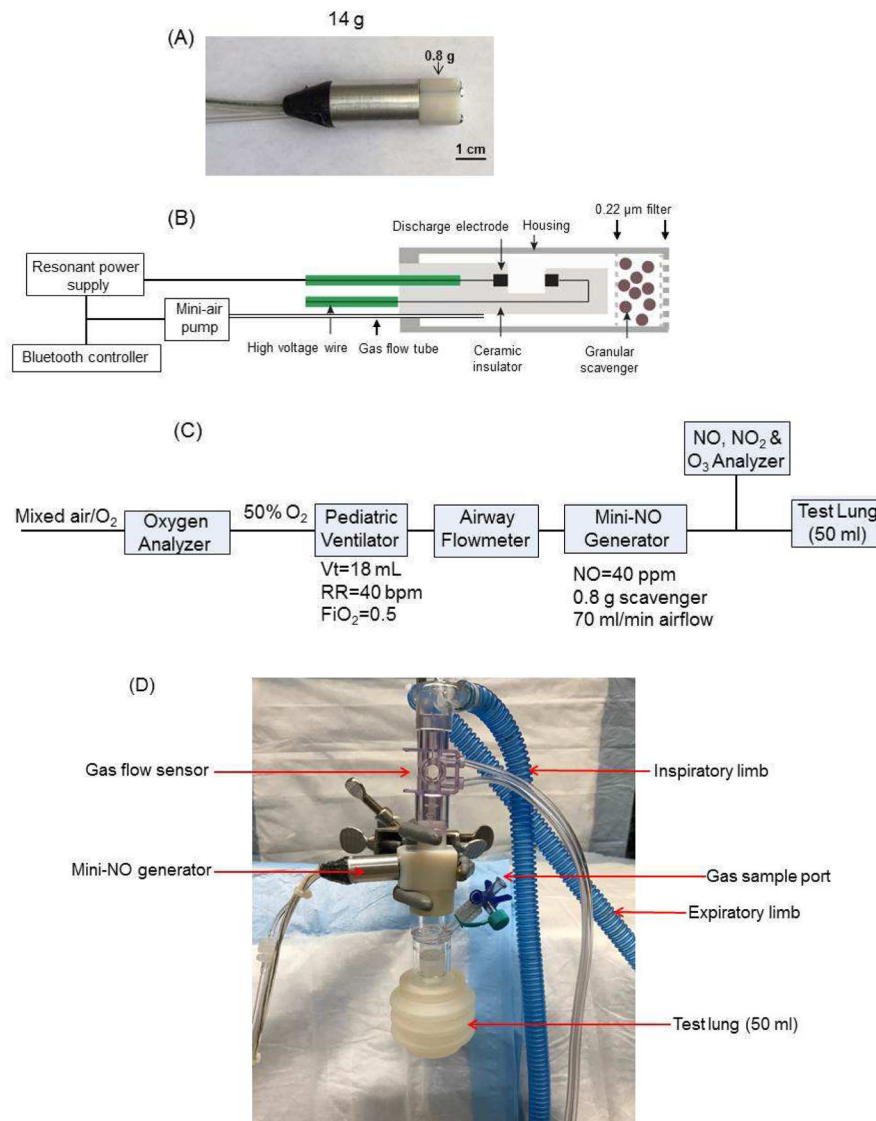 14 g
(A)
0.8 g
1 cm
(B)
0.22 µm filter
Discharge electrode
Housing
Resonant power supply
Mini-air pump
Bluetooth controller
High voltage wire
Gas flow tube
Ceramic insulator
Granular scavenger
(C)
NO, NO₂ &
O₃ Analyzer
Mixed air/O₂
Oxygen Analyzer
50% O₂
Pediatric Ventilator
Airway Flowmeter
Mini-NO Generator
Test Lung (50 ml)
Vt=18 mL
RR=40 bpm
FiO₂=0.5
NO=40 ppm
0.8 g scavenger
70 ml/min airflow
(D)
Gas flow sensor
Inspiratory limb
Mini-NO generator
Gas sample port
Expiratory limb
Test lung (50 ml)